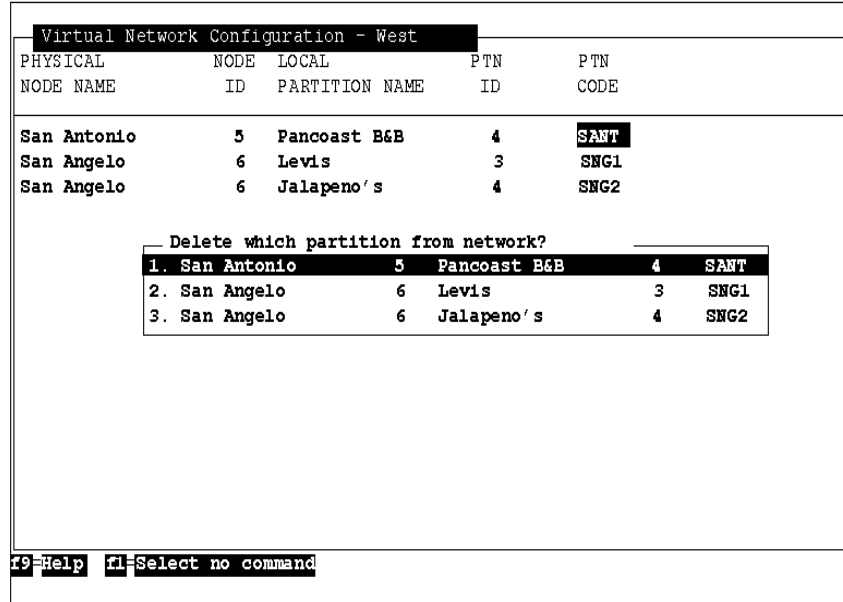 Virtual Network Configuration - West
PHYSICAL NODE LOCAL PTN PTN
NODE NAME ID PARTITION NAME ID CODE
San Antonio 5 Pancoast B&B 4 SANT
San Angelo 6 Levis 3 SNG1
San Angelo 6 Jalapeno's 4 SNG2
Delete which partition from network?
1. San Antonio 5 Pancoast B&B 4 SANT
2. San Angelo 6 Levis 3 SNG1
3. San Angelo 6 Jalapeno's 4 SNG2
f9=Help f1=Select no command